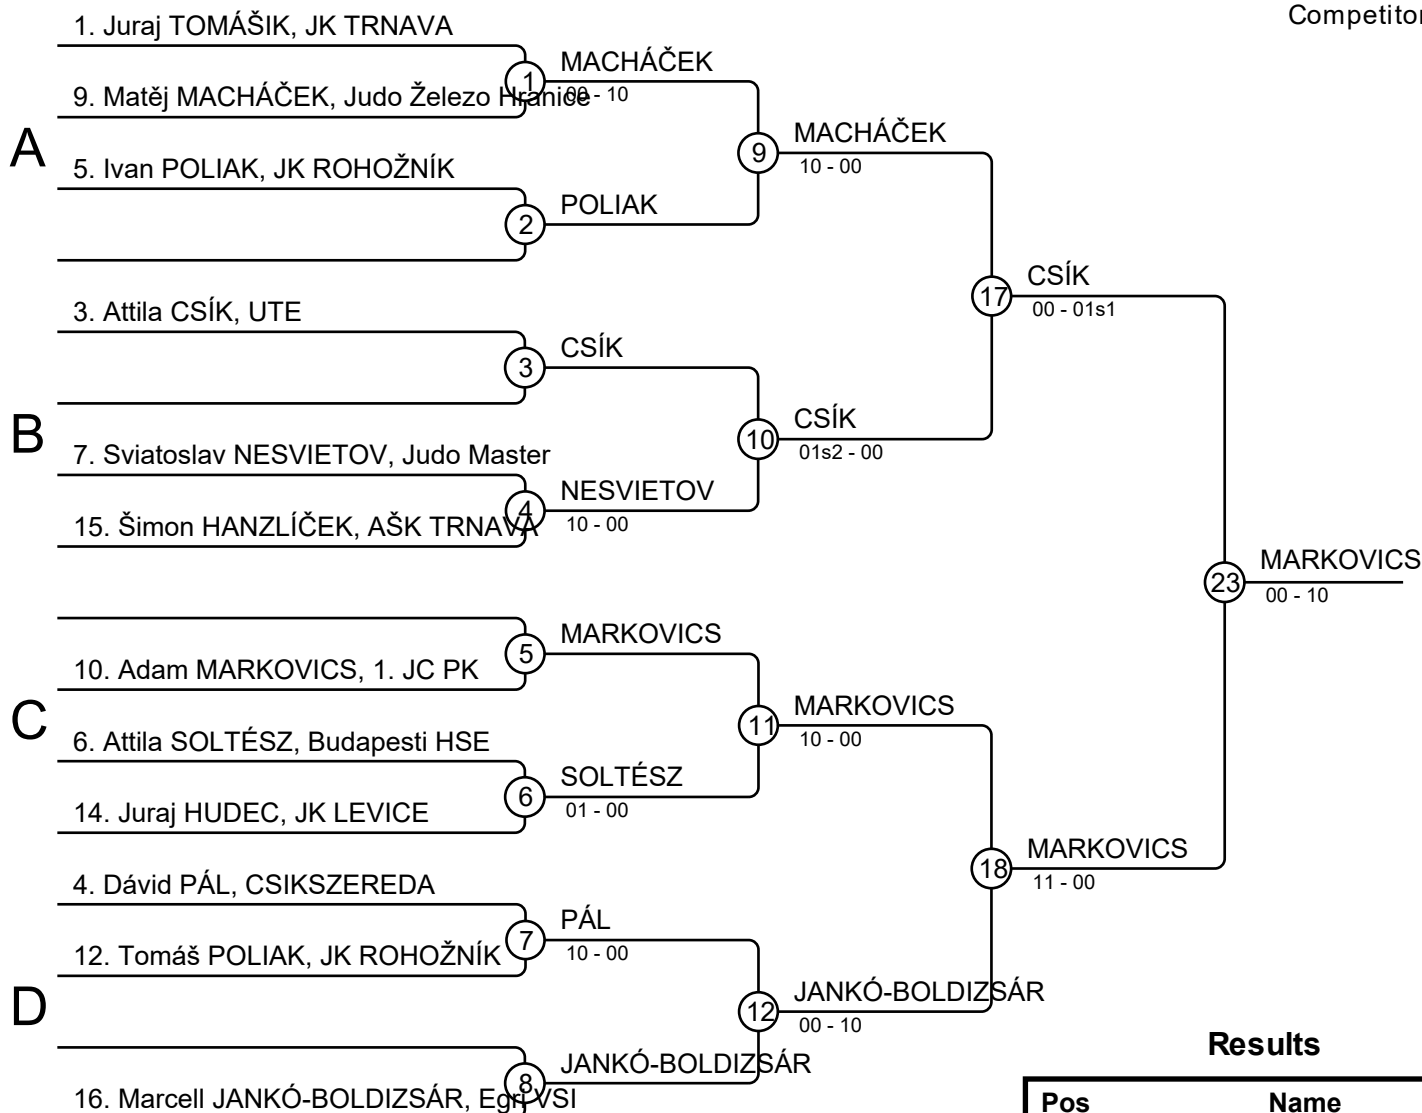 Competitor
1. Juraj TOMÁŠIK, JK TRNAVA
1
MACHÁČEK
00 - 10
9. Matěj MACHÁČEK, Judo Železo Hranice
A
9
MACHÁČEK
10 - 00
5. Ivan POLIAK, JK ROHOŽNÍK
2
POLIAK
17
CSÍK
00 - 01s1
3. Attila CSÍK, UTE
3
CSÍK
B
10
CSÍK
01s2 - 00
7. Sviatoslav NESVIETOV, Judo Master
4
NESVIETOV
10 - 00
15. Šimon HANZLÍČEK, AŠK TRNAVA
23
MARKOVICS
00 - 10
5
MARKOVICS
10. Adam MARKOVICS, 1. JC PK
C
11
MARKOVICS
10 - 00
6. Attila SOLTÉSZ, Budapesti HSE
6
SOLTÉSZ
01 - 00
14. Juraj HUDEC, JK LEVICE
18
MARKOVICS
11 - 00
4. Dávid PÁL, CSIKSZEREDA
7
PÁL
10 - 00
12. Tomáš POLIAK, JK ROHOŽNÍK
D
12
JANKÓ-BOLDIZSÁR
00 - 10
8
JANKÓ-BOLDIZSÁR
16. Marcell JANKÓ-BOLDIZSÁR, Egri VSI
Results
Pos Name